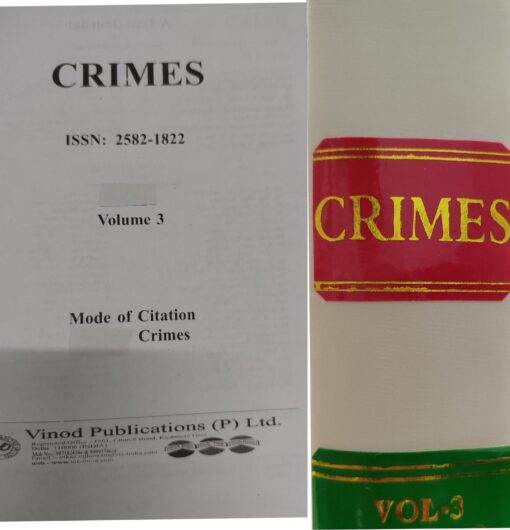 CRIMES
ISSN: 2582-1822
Volume 3
Mode of Citation
Crimes
Vinod Publications (P) Ltd.
CRIMES
VOL-3